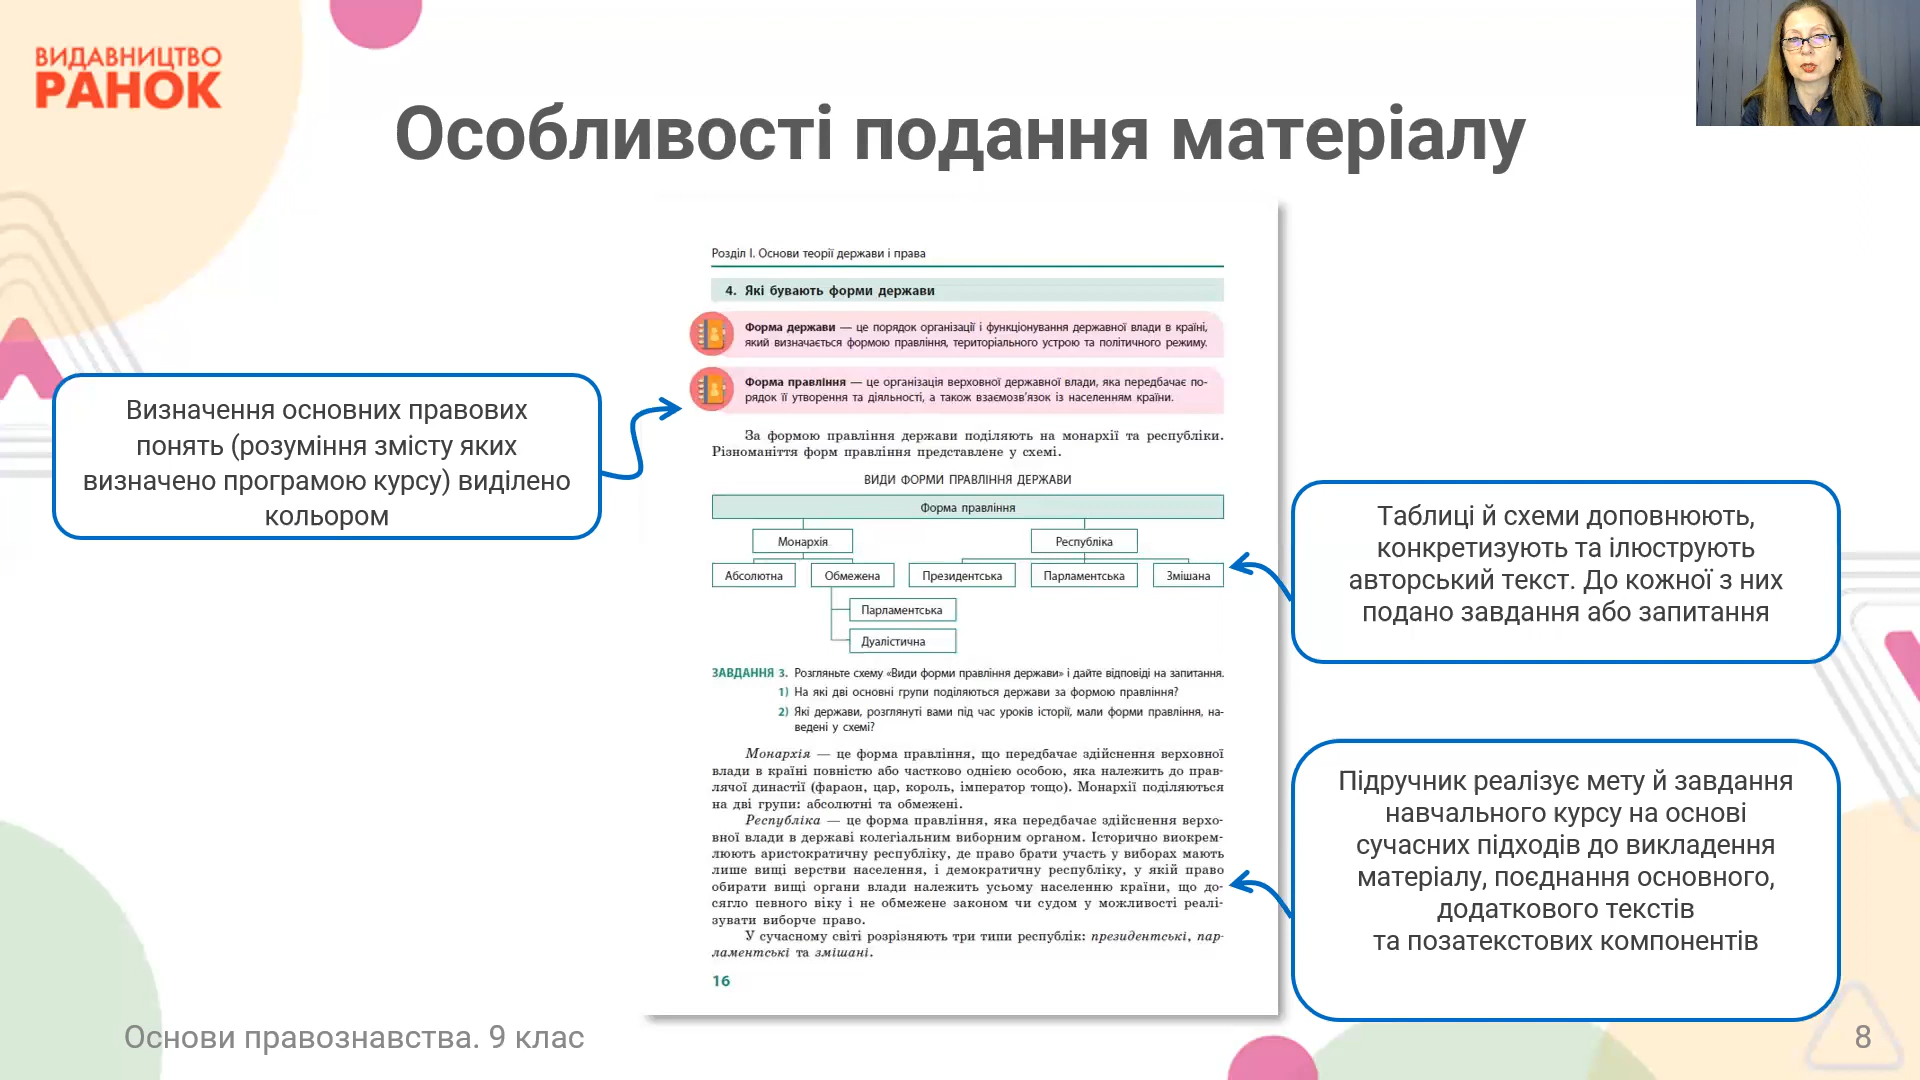 ВИДАВНИЦТВО
РАНОК
Особливості подання матеріалу
Визначення основних правових
понять (розуміння змісту яких
визначено програмою курсу) виділено
кольором
Розділ І. Основи теорії держави і права
4. Які бувають форми держави
Форма держави — це порядок організації і функціонування державної влади в країні,
який визначається формою правління, територіального устрою та політичного режиму.
Форма правління — це організація верховної державної влади, яка передбачає по-
рядок її утворення та діяльності, а також взаємозв’язок із населенням країни.
За формою правління держави поділяють на монархії та республіки.
Різноманіття форм правління представлене у схемі.
ВИДИ ФОРМИ ПРАВЛІННЯ ДЕРЖАВИ
Форма правління
Монархія
Республіка
Абсолютна
Обмежена
Президентська
Парламентська
Змішана
Парламентська
Дуалістична
ЗАВДАННЯ 3. Розгляньте схему «Види форми правління держави» і дайте відповіді на запитання.
1) На які дві основні групи поділяються держави за формою правління?
2) Які держави, розглянуті вами під час уроків історії, мали форми правління, на-
ведені у схемі?
Монархія — це форма правління, що передбачає здійснення верховної
влади в країні повністю або частково однією особою, яка належить до прав-
лячої династії (фараон, цар, король, імператор тощо). Монархії поділяються
на дві групи: абсолютні та обмежені.
Республіка — це форма правління, яка передбачає здійснення верхо-
вної влади в державі колегіальним виборним органом. Історично виокрем-
люють аристократичну республіку, де право брати участь у виборах мають
лише вищі верстви населення, і демократичну республіку, у якій право
обирати вищі органи влади належить усьому населенню країни, що до-
сягло певного віку і не обмежене законом чи судом у можливості реалі-
зувати виборче право.
У сучасному світі розрізняють три типи республік: президентські, пар-
ламентські та змішані.
16
Таблиці й схеми доповнюють,
конкретизують та ілюструють
авторський текст. До кожної з них
подано завдання або запитання
Підручник реалізує мету й завдання
навчального курсу на основі
сучасних підходів до викладення
матеріалу, поєднання основного,
додаткового текстів
та позатекстових компонентів
Основи правознавства. 9 клас
8